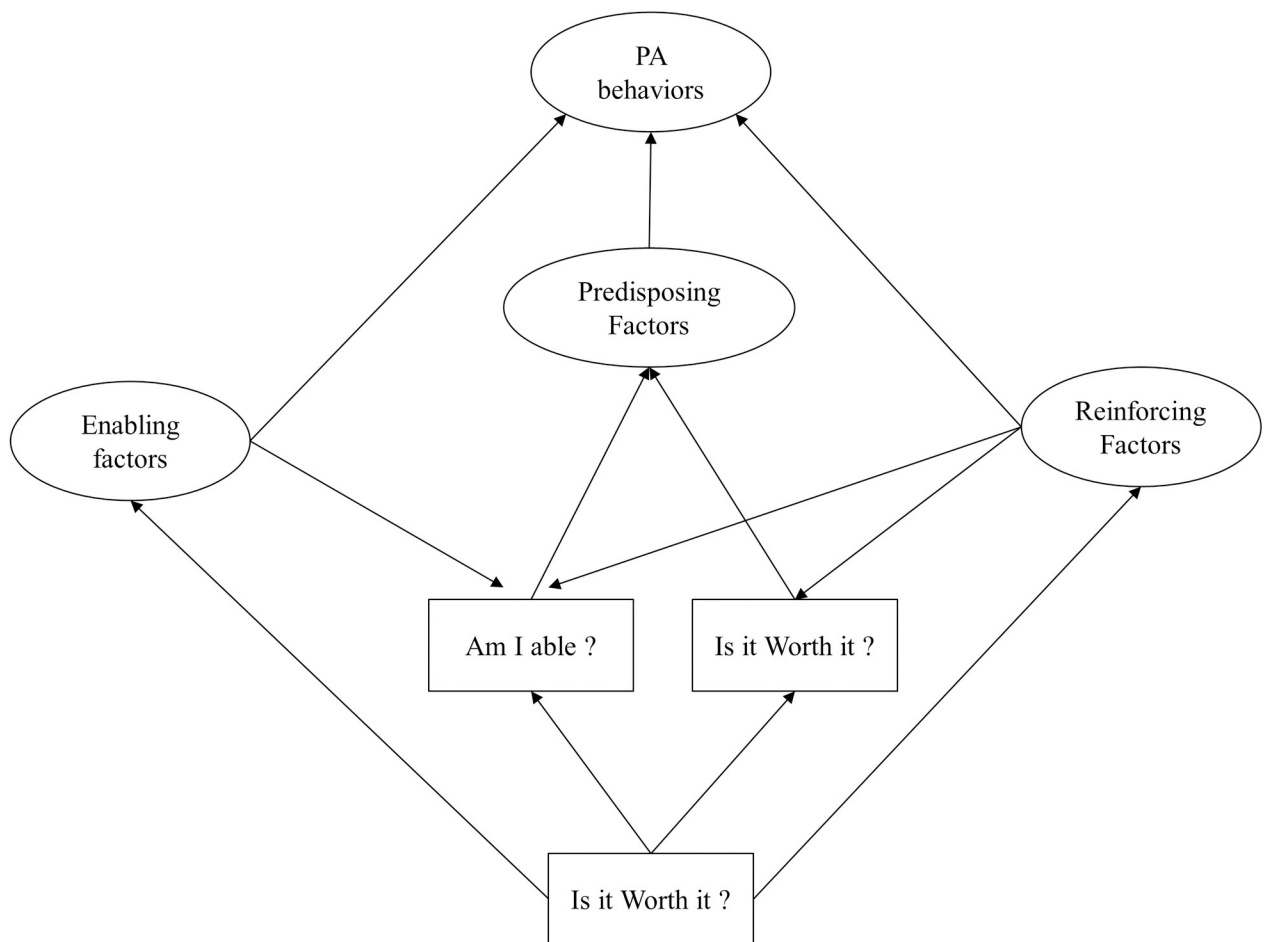 PA
behaviors
Predisposing
Factors
Enabling
factors
Reinforcing
Factors
Am I able ?
Is it Worth it ?
Is it Worth it ?